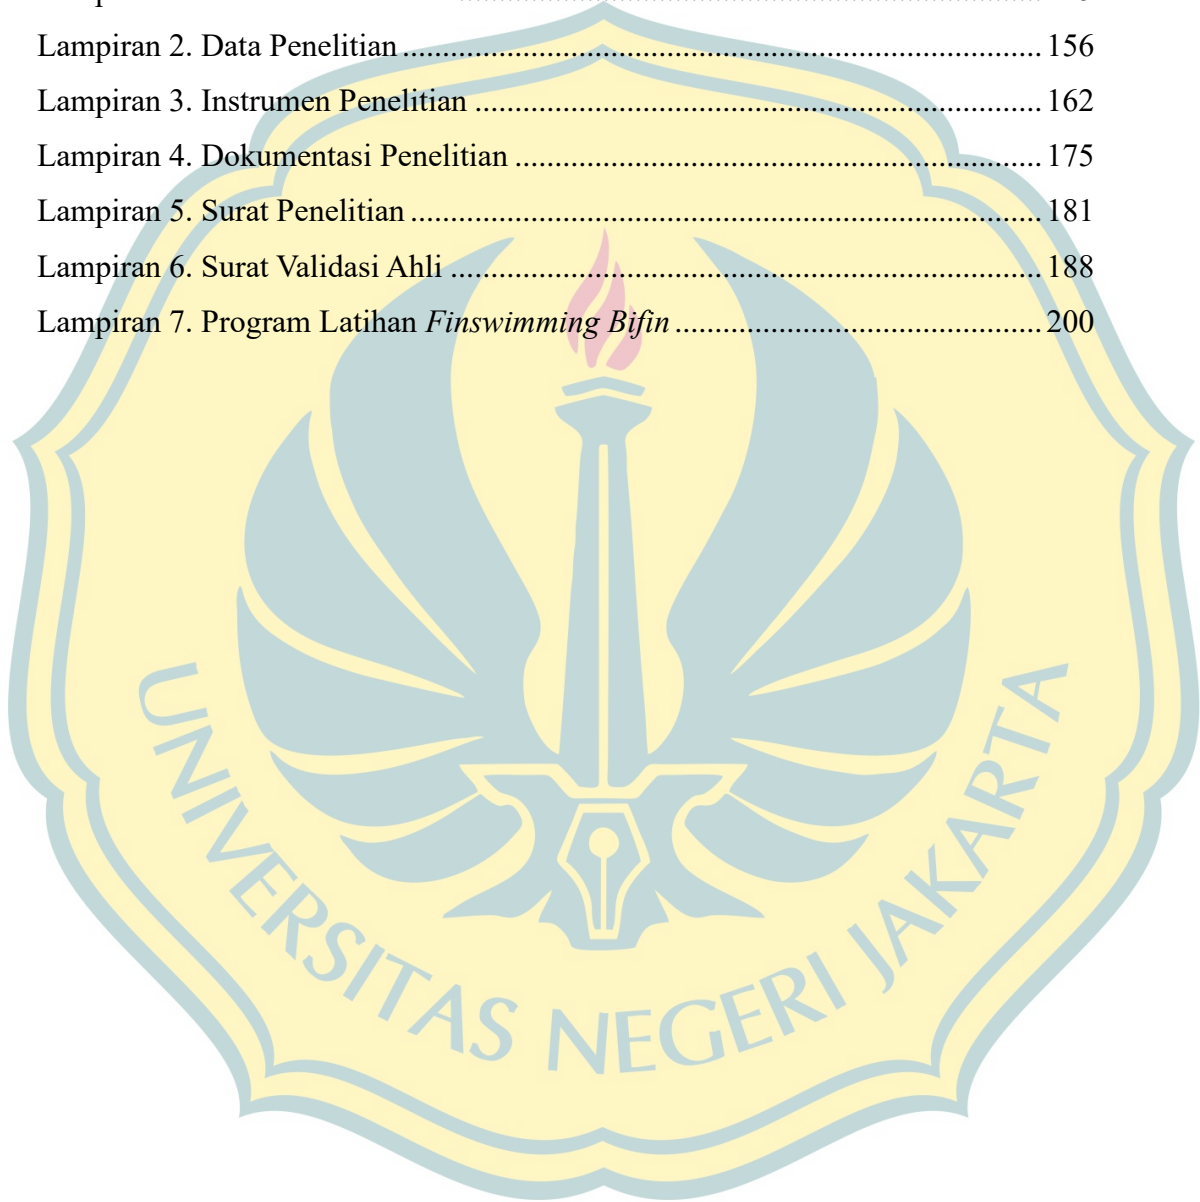 Lampiran 2. Data Penelitian ................................................................................ 156
Lampiran 3. Instrumen Penelitian ....................................................................... 162
Lampiran 4. Dokumentasi Penelitian .................................................................. 175
Lampiran 5. Surat Penelitian ............................................................................... 181
Lampiran 6. Surat Validasi Ahli .......................................................................... 188
Lampiran 7. Program Latihan Finswimming Bifin .............................................. 200
UNIVERSITAS NEGERI JAKARTA